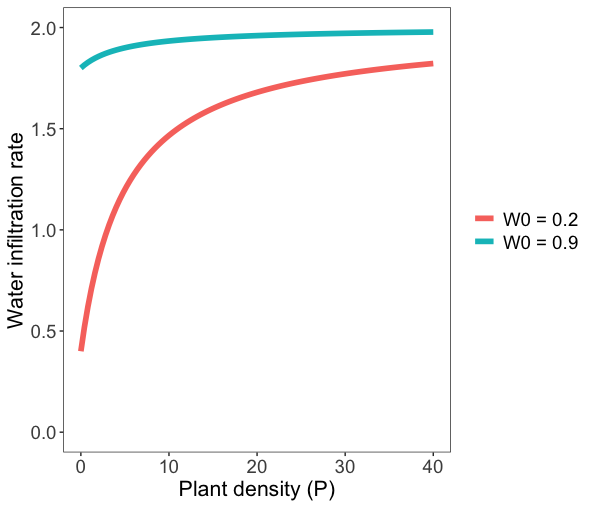 2.0
1.5
1.0
0.5
0.0
Water infiltration rate
0 10 20 30 40
Plant density (P)
W0 = 0.2
W0 = 0.9